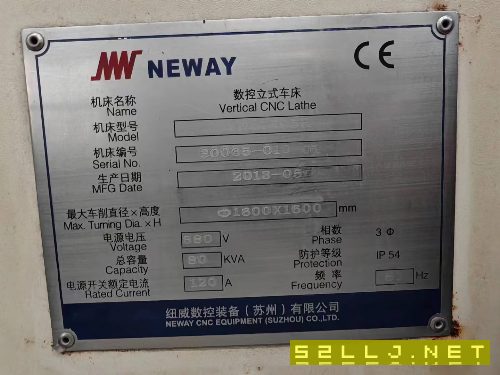 NEWAY CE
机床名称 数控立式车床
Name Vertical CNC Lathe
机床型号
Model
机床编号
Serial No.
生产日期
MFG Date
最大车削直径×高度 Φ1600X1600 mm
Max. Turning Dia. × H
电源电压 V 相数 3 Φ
Voltage Phase
总容量 KVA 防护等级 IP 54
Capacity Protection
电源开关额定电流 120 A 频率 Hz
Rated Current Frequency
纽威数控装备(苏州)有限公司
NEWAY CNC EQUIPMENT (SUZHOU) CO.,LTD.
52LLJ.NET